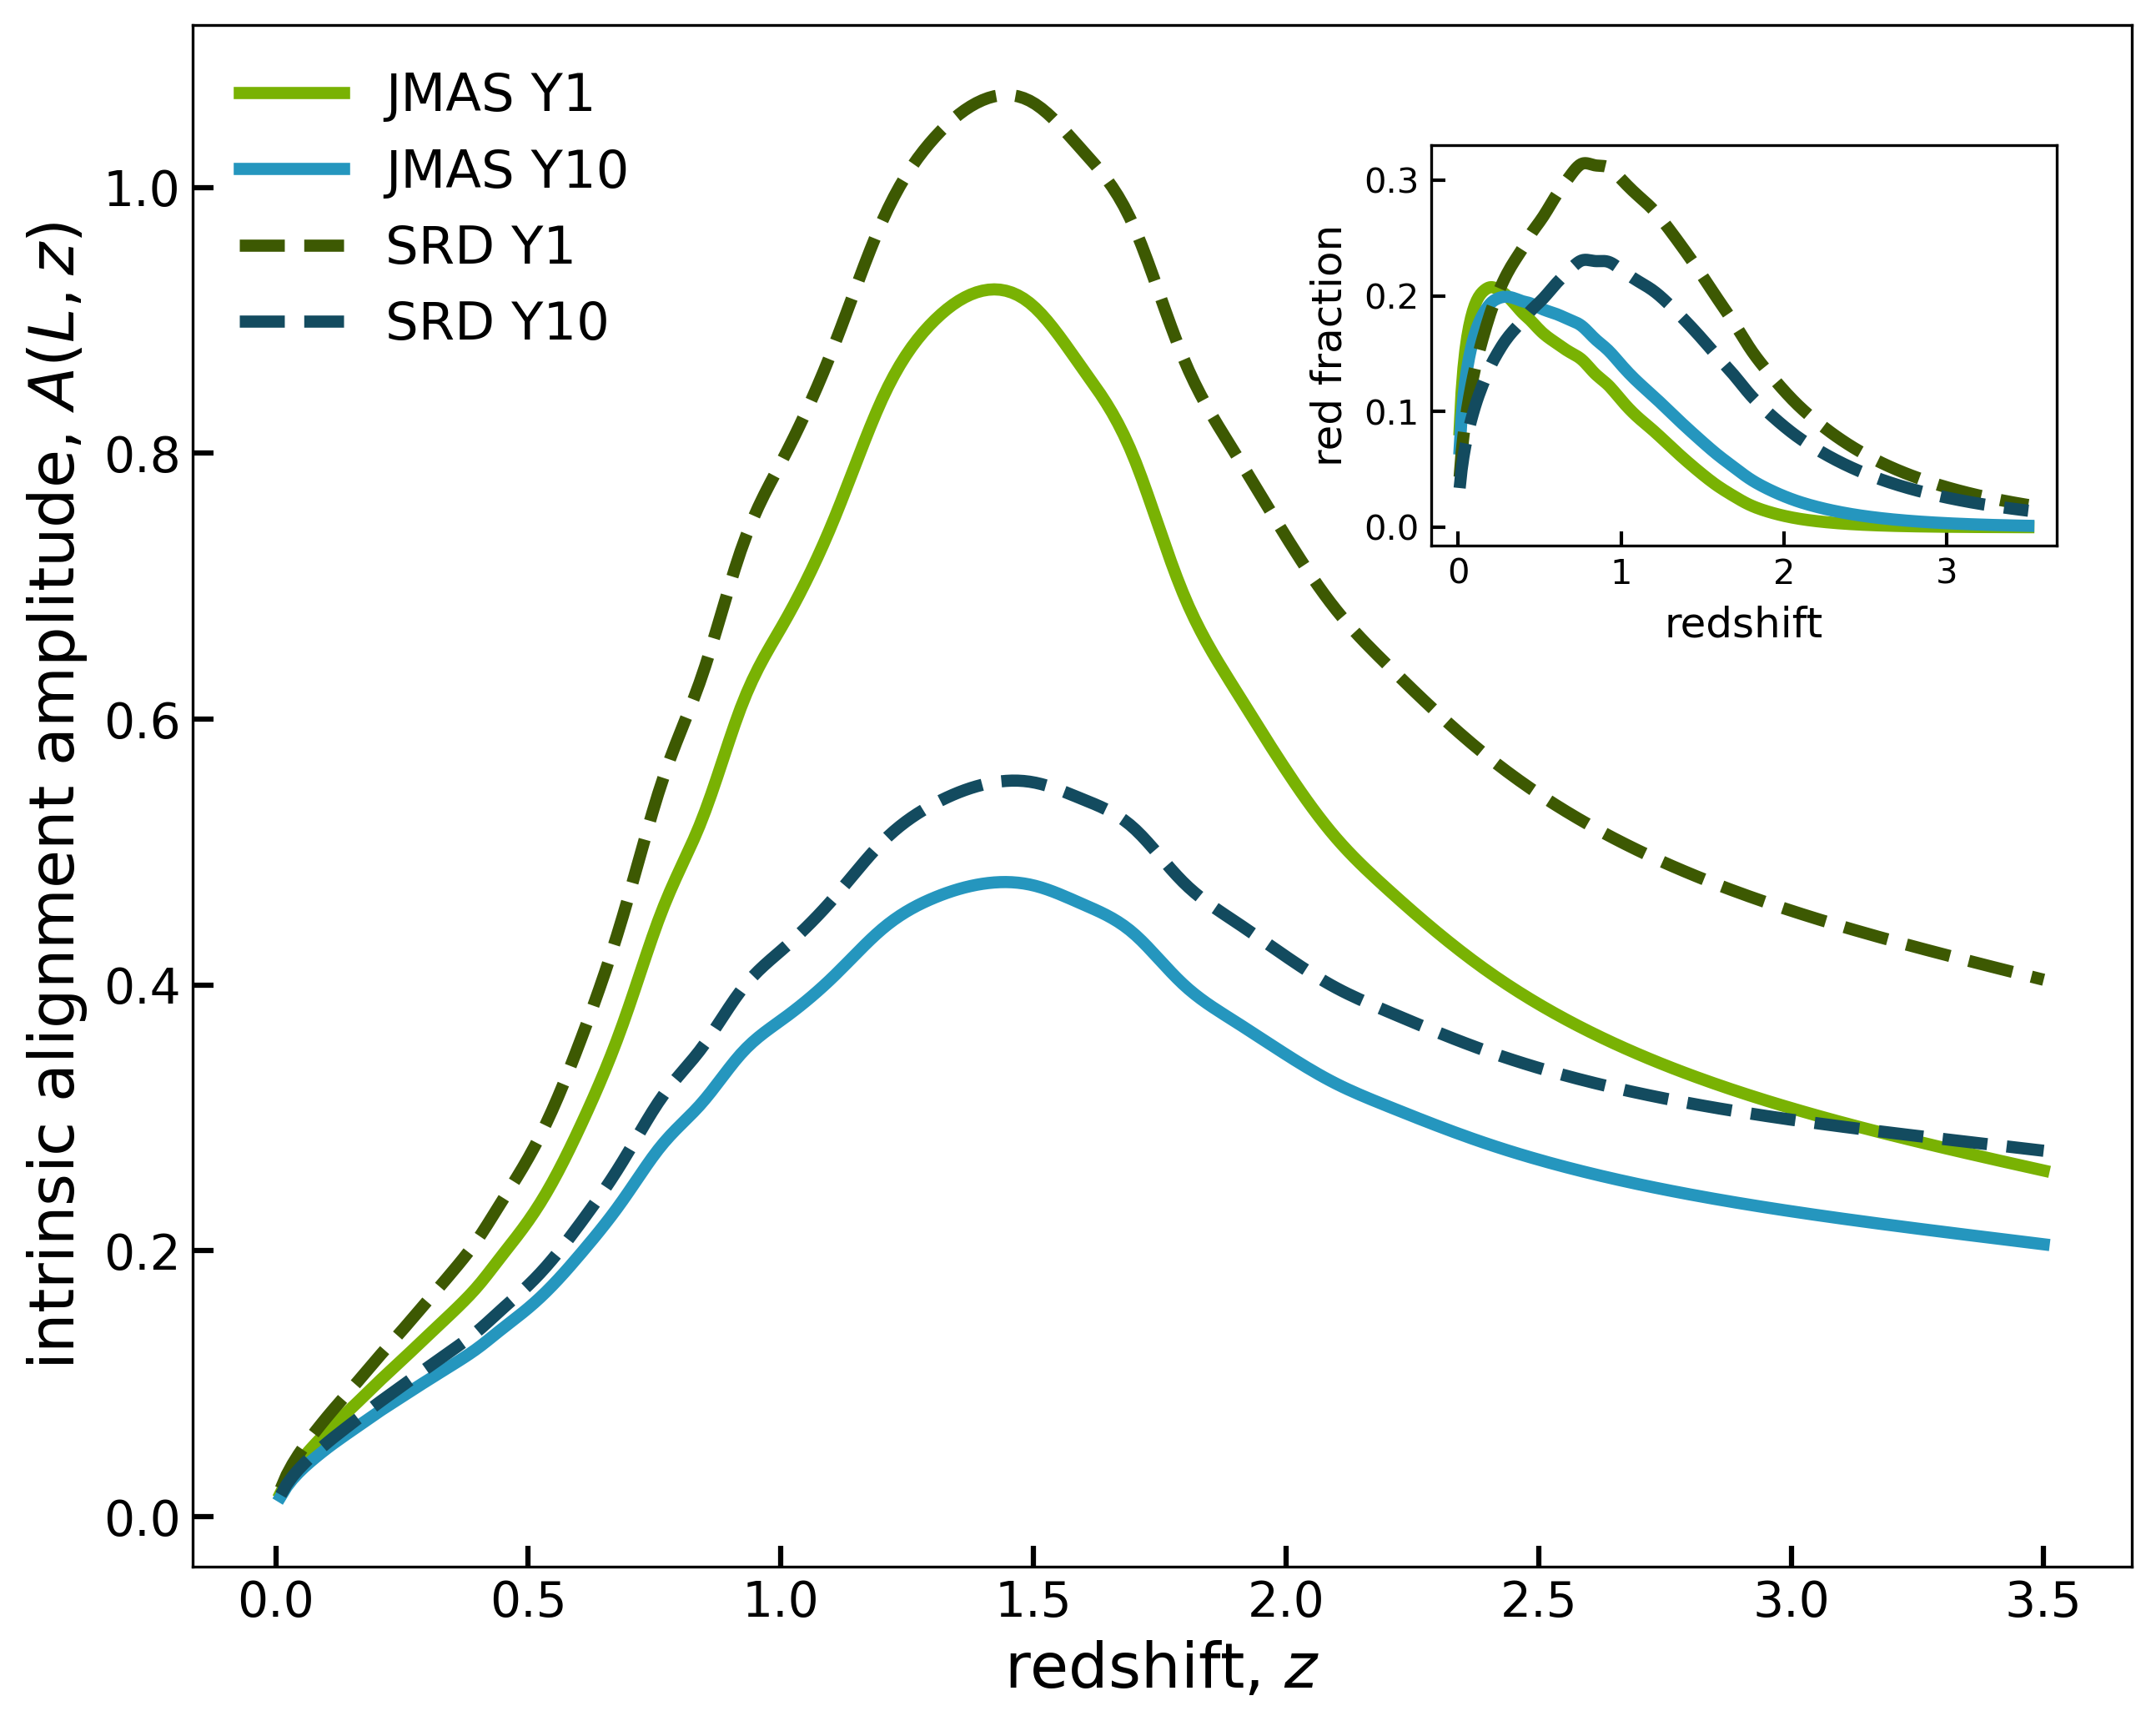 JMAS Y1
JMAS Y10
SRD Y1
SRD Y10
intrinsic alignment amplitude, A(L, z)
1.0
0.8
0.6
0.4
0.2
0.0
0.0 0.5 1.0 1.5 2.0 2.5 3.0 3.5
redshift, z
red fraction
0.3
0.2
0.1
0.0
0 1 2 3
redshift